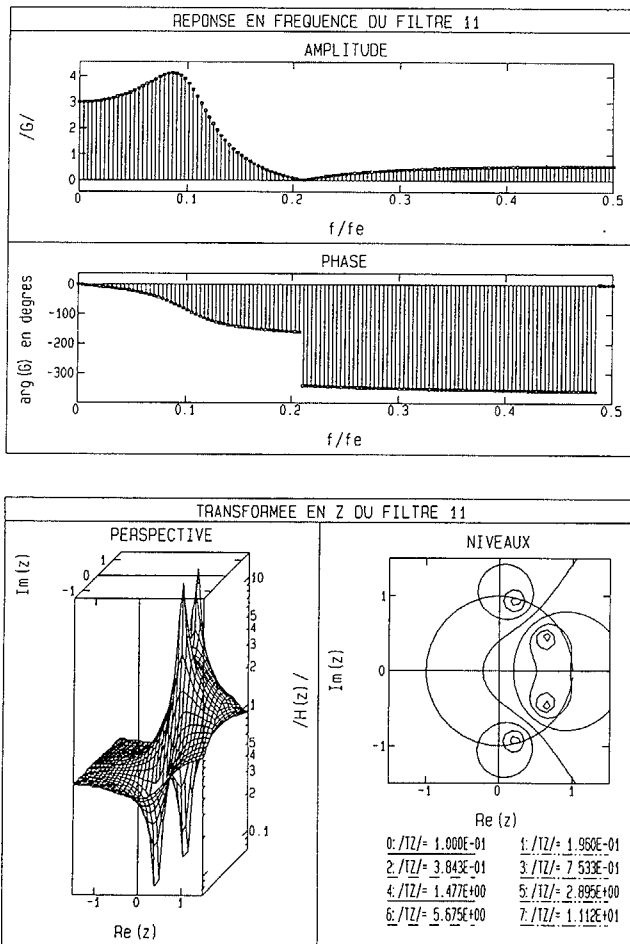 REPONSE EN FREQUENCE DU FILTRE 11
AMPLITUDE
/G/
4
3
2
1
0
0 0.1 0.2 0.3 0.4 0.5
f/fe
PHASE
arg(G) en degres
0
-100
-200
-300
0 0.1 0.2 0.3 0.4 0.5
f/fe
TRANSFORMEE EN Z DU FILTRE 11
PERSPECTIVE
Im(z)
1
0
-1
10
5
4
3
2
1
5
4
3
2
0.1
/H(z)/
-1 0 1
Re(z)
NIVEAUX
Im(z)
1
0
-1
-1 0 1
Re(z)
0:/TZ/= 1.000E-01 1:/TZ/= 1.960E-01
2:/TZ/= 3.843E-01 3:/TZ/= 7 533E-01
4:/TZ/= 1.477E+00 5:/TZ/= 2.895E+00
6:/TZ/= 5.675E+00 7:/TZ/= 1.112E+01